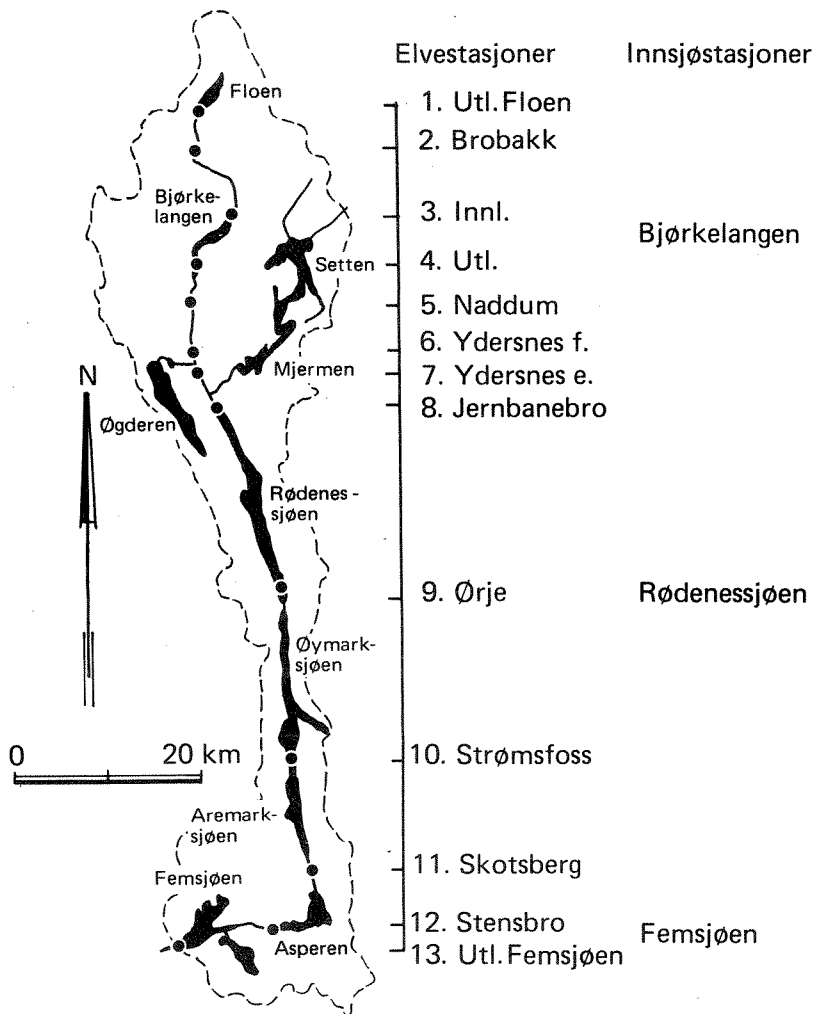 Elvestasjoner
Innsjøstasjoner
Floen
Bjørke-
langen
Setten
Mjermen
N
Øgderen
Rødenes-
sjøen
Øymark-
sjøen
0 20 km
Aremark-
sjøen
Femsjøen
Asperen
1. Utl. Floen
2. Brobakk
3. Innl.
4. Utl.
5. Naddum
6. Ydersnes f.
7. Ydersnes e.
8. Jernbanebro
9. Ørje
10. Strømsfoss
11. Skotsberg
12. Stensbro
13. Utl. Femsjøen
Bjørkelangen
Rødenessjøen
Femsjøen